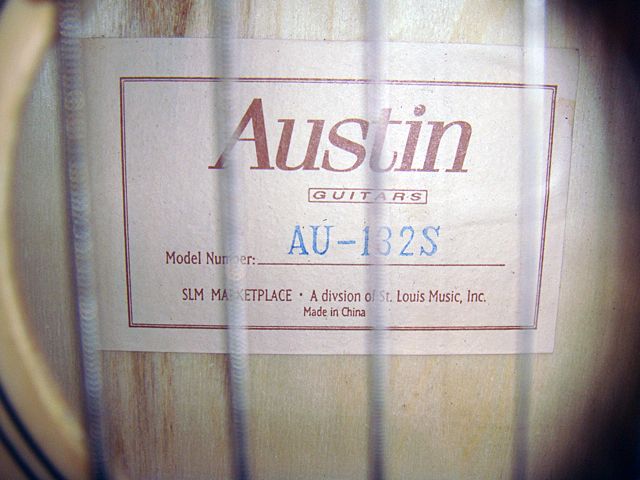 Austin
GUITARS
AU-132S
Model Number:
SLM MARKETPLACE • A divsion of St. Louis Music, Inc.
Made in China